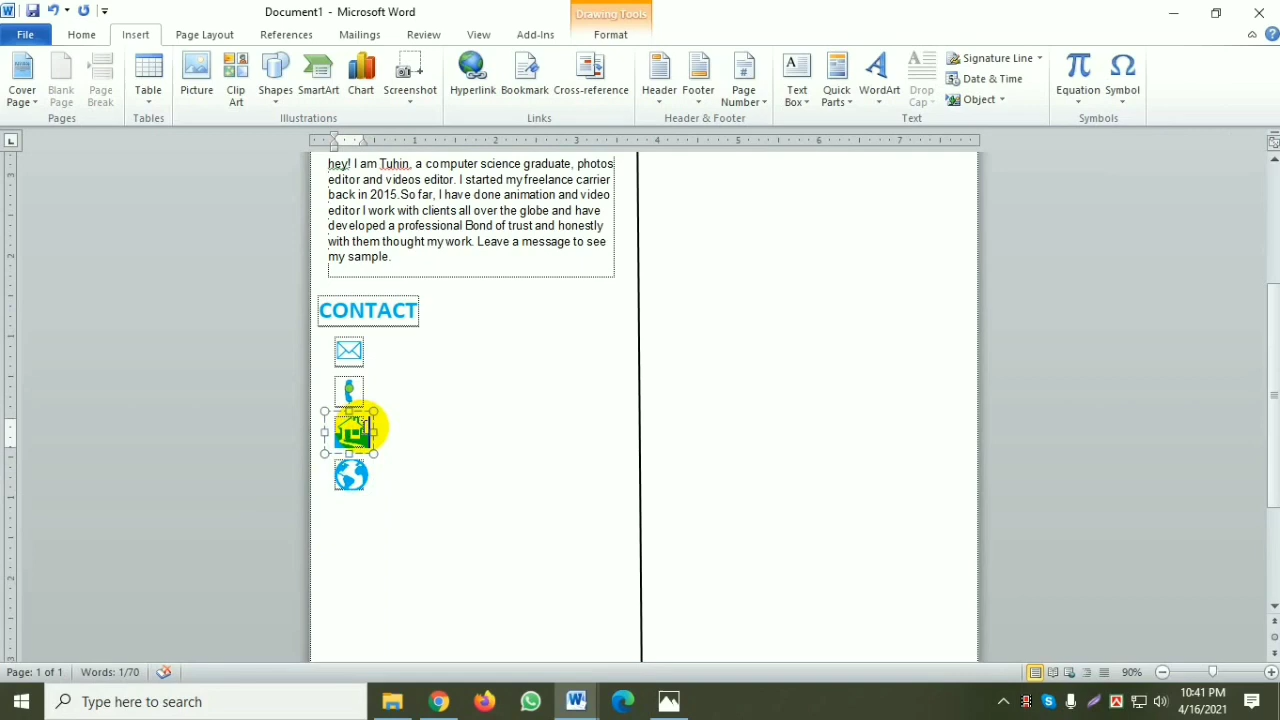 Document1 - Microsoft Word
Drawing Tools
File Home Insert Page Layout References Mailings Review View Add-Ins Format
Cover Page Blank Page Page Break Table Picture Clip Art Shapes SmartArt Chart Screenshot Hyperlink Bookmark Cross-reference Header Footer Page Number Text Box Quick Parts WordArt Drop Cap Signature Line Date & Time Object Equation Symbol
Pages Tables Illustrations Links Header & Footer Text Symbols
1 2 3 4 5 6 7
hey! I am Tuhin, a computer science graduate, photos
editor and videos editor. I started my freelance carrier
back in 2015.So far, I have done animation and video
editor I work with clients all over the globe and have
developed a professional Bond of trust and honestly
with them thought my work. Leave a message to see
my sample.
CONTACT
Page: 1 of 1 Words: 1/70 90%
Type here to search
10:41 PM
4/16/2021